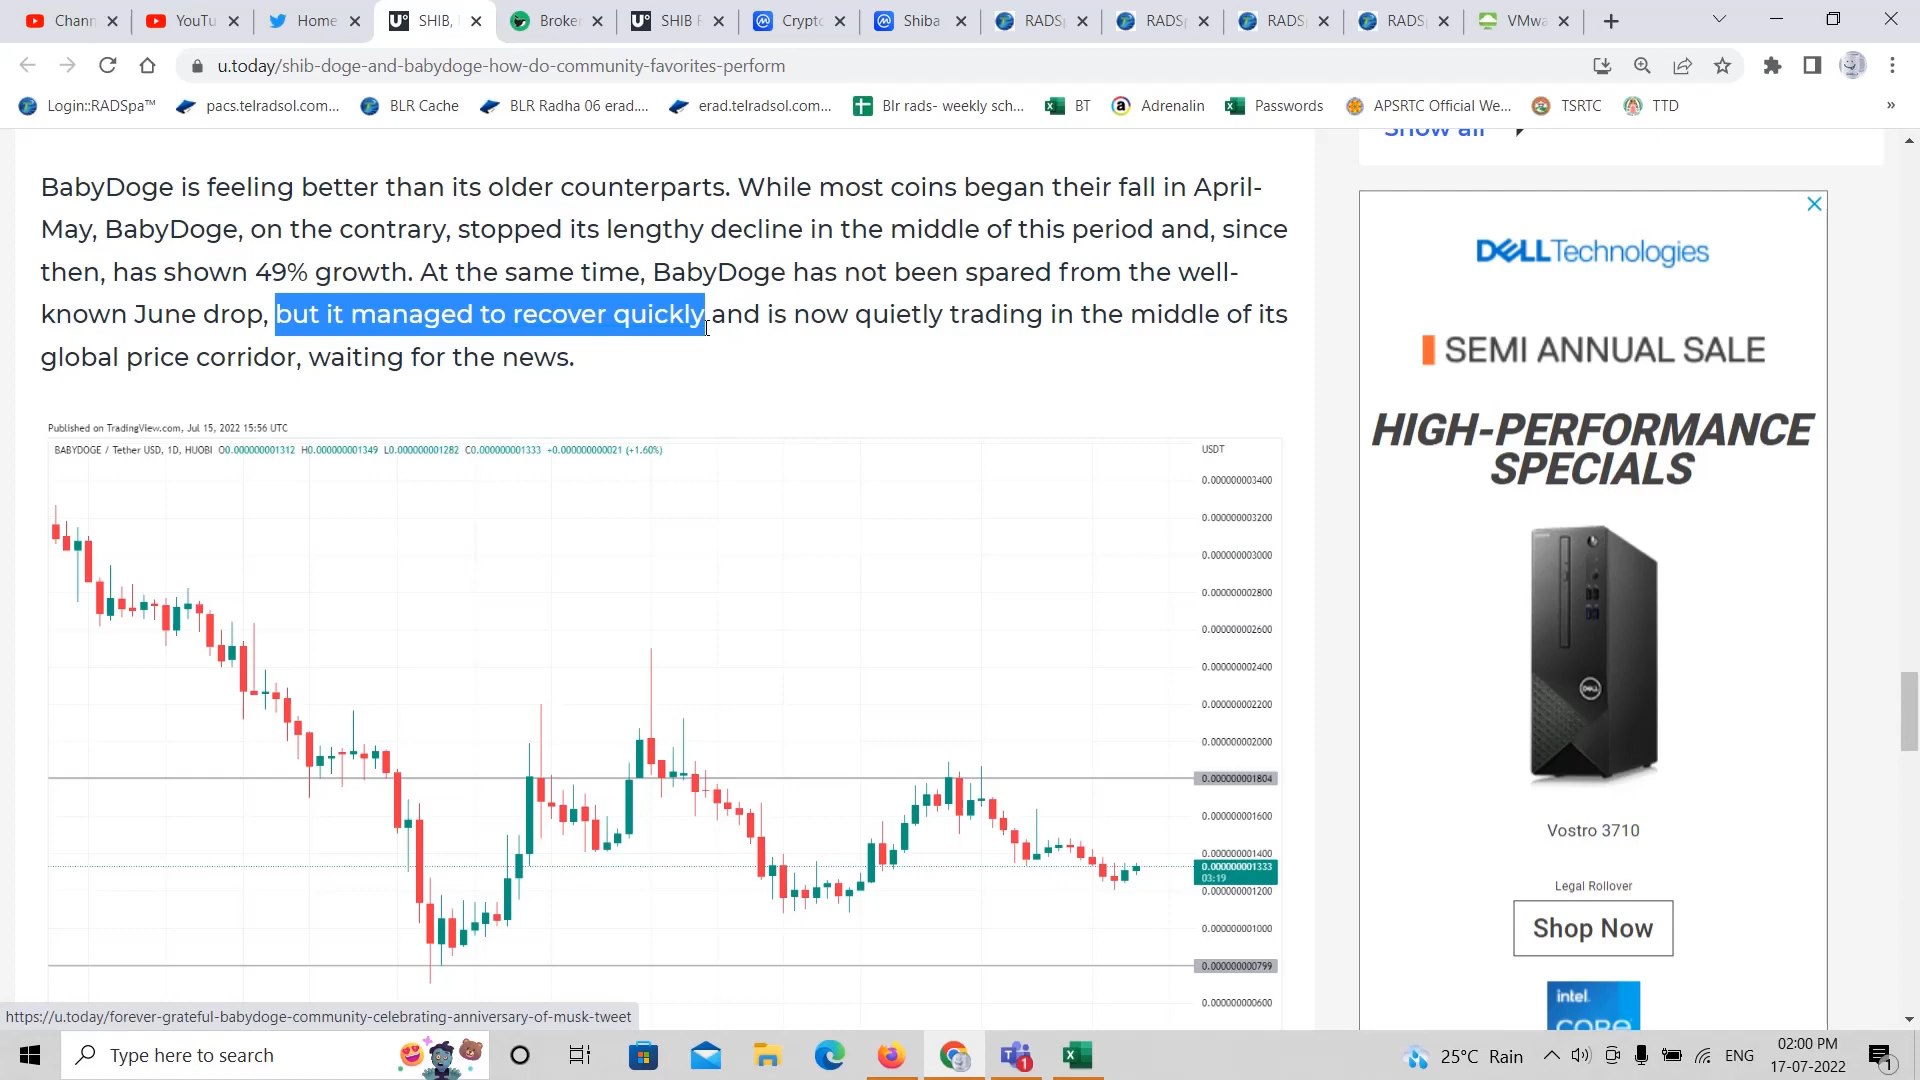 Chann
YouTu
Home
SHIB,
Broke
SHIB
Crypt
Shiba
RADS
RADS
RADS
RADS
VMwa
u.today/shib-doge-and-babydoge-how-do-community-favorites-perform
Login::RADSpa™
pacs.telradsol.com...
BLR Cache
BLR Radha 06 erad....
erad.telradsol.com...
Blr rads- weekly sch...
BT
Adrenalin
Passwords
APSRTC Official We...
TSRTC
TTD
»
Show all
BabyDoge is feeling better than its older counterparts. While most coins began their fall in April-
May, BabyDoge, on the contrary, stopped its lengthy decline in the middle of this period and, since
then, has shown 49% growth. At the same time, BabyDoge has not been spared from the well-
known June drop, but it managed to recover quickly and is now quietly trading in the middle of its
global price corridor, waiting for the news.
Published on TradingView.com, Jul 15, 2022 15:56 UTC
BABYDOGE / Tether USD, 1D, HUOBI O0.000000001312 H0.000000001349 L0.000000001282 C0.000000001333 +0.000000000021 (+1.60%)
USDT
0.000000003400
0.000000003200
0.000000003000
0.000000002800
0.000000002600
0.000000002400
0.000000002200
0.000000002000
0.000000001804
0.000000001600
0.000000001400
0.000000001333
03:19
0.000000001200
0.000000001000
0.000000000799
0.000000000600
DELLTechnologies
SEMI ANNUAL SALE
HIGH-PERFORMANCE
SPECIALS
DELL
Vostro 3710
Legal Rollover
Shop Now
intel.
CORE
https://u.today/forever-grateful-babydoge-community-celebrating-anniversary-of-musk-tweet
Type here to search
1
25°C Rain
ENG
02:00 PM
17-07-2022
1